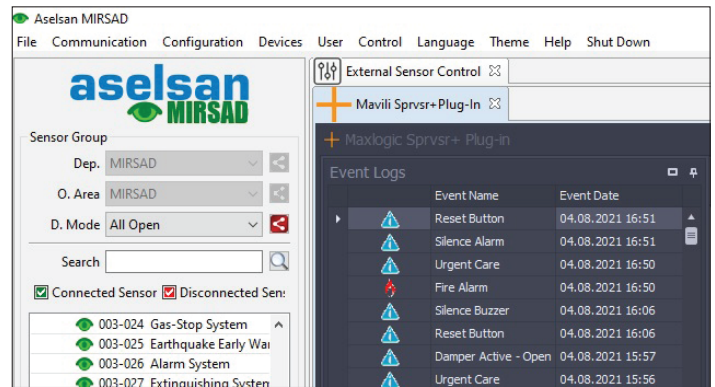 Aselsan MIRSAD
File Communication Configuration Devices User Control Language Theme Help Shut Down
aselsan
MIRSAD
Sensor Group
Dep. MIRSAD
O. Area MIRSAD
D. Mode All Open
Search
Connected Sensor Disconnected Sen:
003-024 Gas-Stop System
003-025 Earthquake Early Wa
003-026 Alarm System
003-027 Extinguishing System
External Sensor Control
Mavili Sprvsr+Plug-In
Maxlogic Sprvsr+ Plug-in
Event Logs
Event Name Event Date
Reset Button 04.08.2021 16:51
Silence Alarm 04.08.2021 16:51
Urgent Care 04.08.2021 16:50
Fire Alarm 04.08.2021 16:50
Silence Buzzer 04.08.2021 16:06
Reset Button 04.08.2021 16:06
Damper Active - Open 04.08.2021 15:57
Urgent Care 04.08.2021 15:56